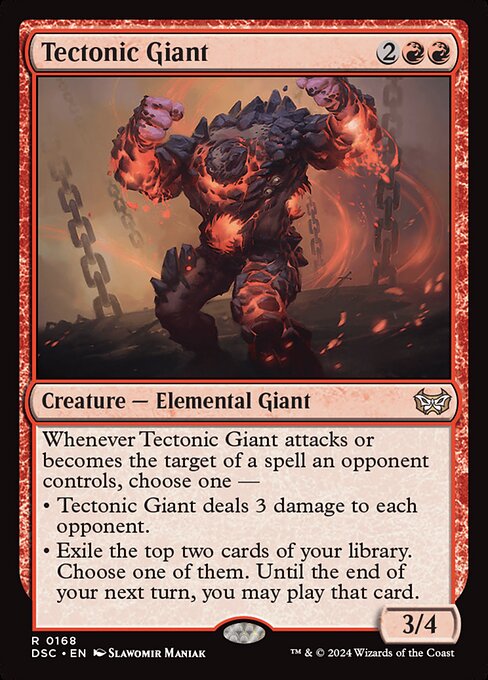 Tectonic Giant 2
Creature — Elemental Giant
Whenever Tectonic Giant attacks or
becomes the target of a spell an opponent
controls, choose one —
• Tectonic Giant deals 3 damage to each
opponent.
• Exile the top two cards of your library.
Choose one of them. Until the end of
your next turn, you may play that card.
3/4
R 0168
DSC • EN Slawomir Maniak
™ & © 2024 Wizards of the Coast